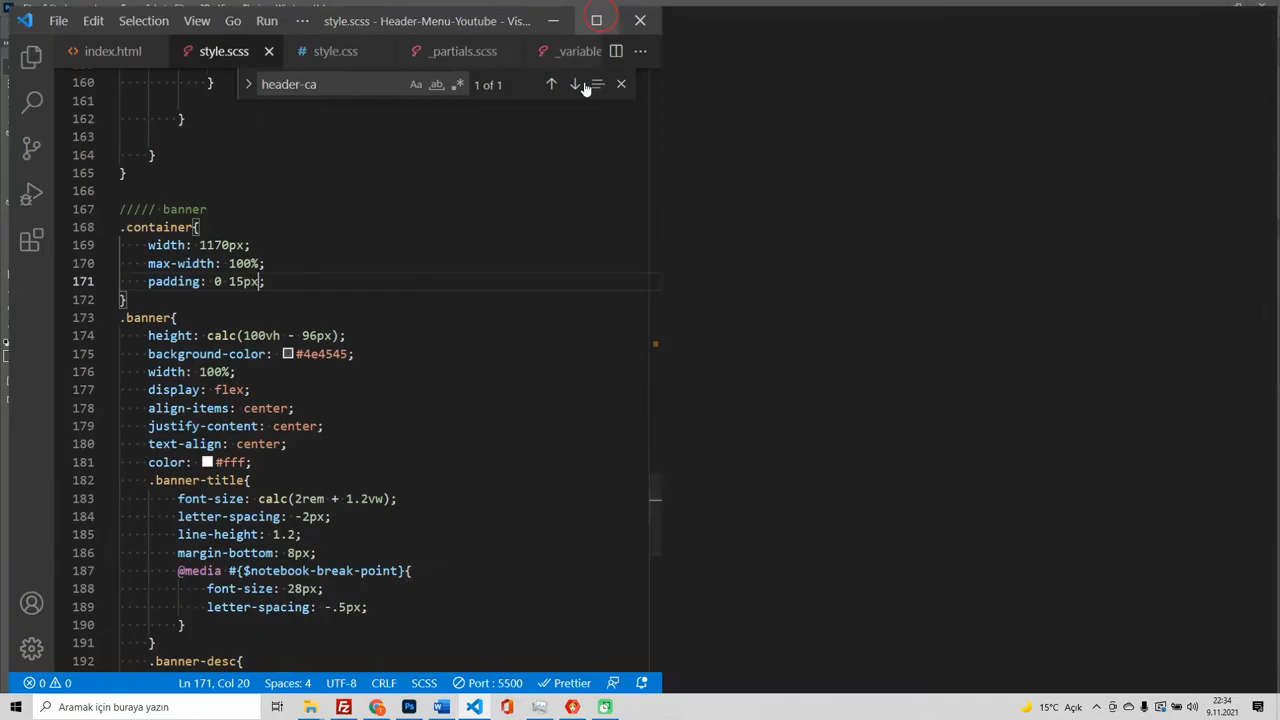 File Edit Selection View Go Run ··· style.scss - Header-Menu-Youtube - Vis...
index.html style.scss style.css _partials.scss _variable
header-ca Aa ab, .* 1 of 1
160 }
161
162 }
163
164 }
165 }
166
167 ///// banner
168 .container{
169 width: 1170px;
170 max-width: 100%;
171 padding: 0 15px;
172 }
173 .banner{
174 height: calc(100vh - 96px);
175 background-color: #4e4545;
176 width: 100%;
177 display: flex;
178 align-items: center;
179 justify-content: center;
180 text-align: center;
181 color: #fff;
182 .banner-title{
183 font-size: calc(2rem + 1.2vw);
184 letter-spacing: -2px;
185 line-height: 1.2;
186 margin-bottom: 8px;
187 @media #{$notebook-break-point}{
188 font-size: 28px;
189 letter-spacing: -.5px;
190 }
191 }
192 .banner-desc{
0 0 Ln 171, Col 20 Spaces: 4 UTF-8 CRLF SCSS Port : 5500 Prettier
Aramak için buraya yazın 15°C Açık 22:34
9.11.2021